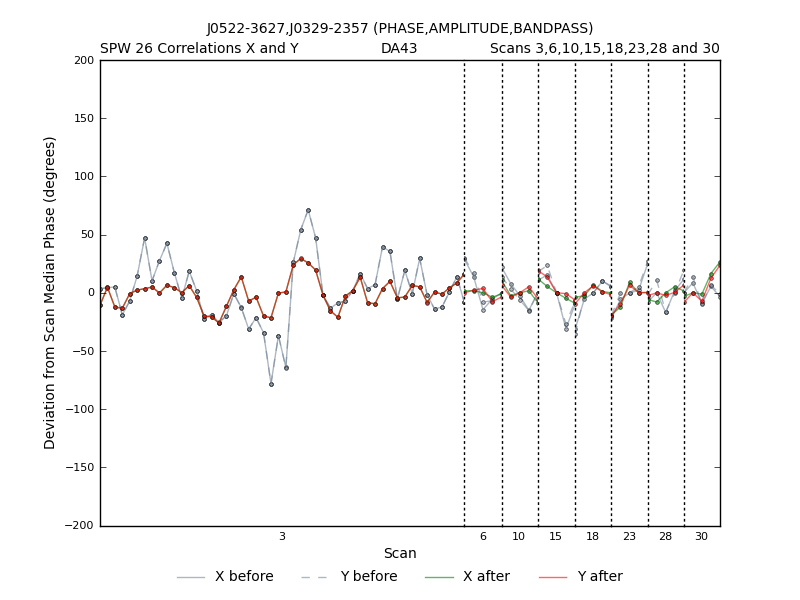 J0522-3627,J0329-2357 (PHASE,AMPLITUDE,BANDPASS)
SPW 26 Correlations X and Y DA43 Scans 3,6,10,15,18,23,28 and 30
200
150
100
50
0
−50
−100
−150
−200
Deviation from Scan Median Phase (degrees)
3 6 10 15 18 23 28 30
Scan
X before Y before X after Y after